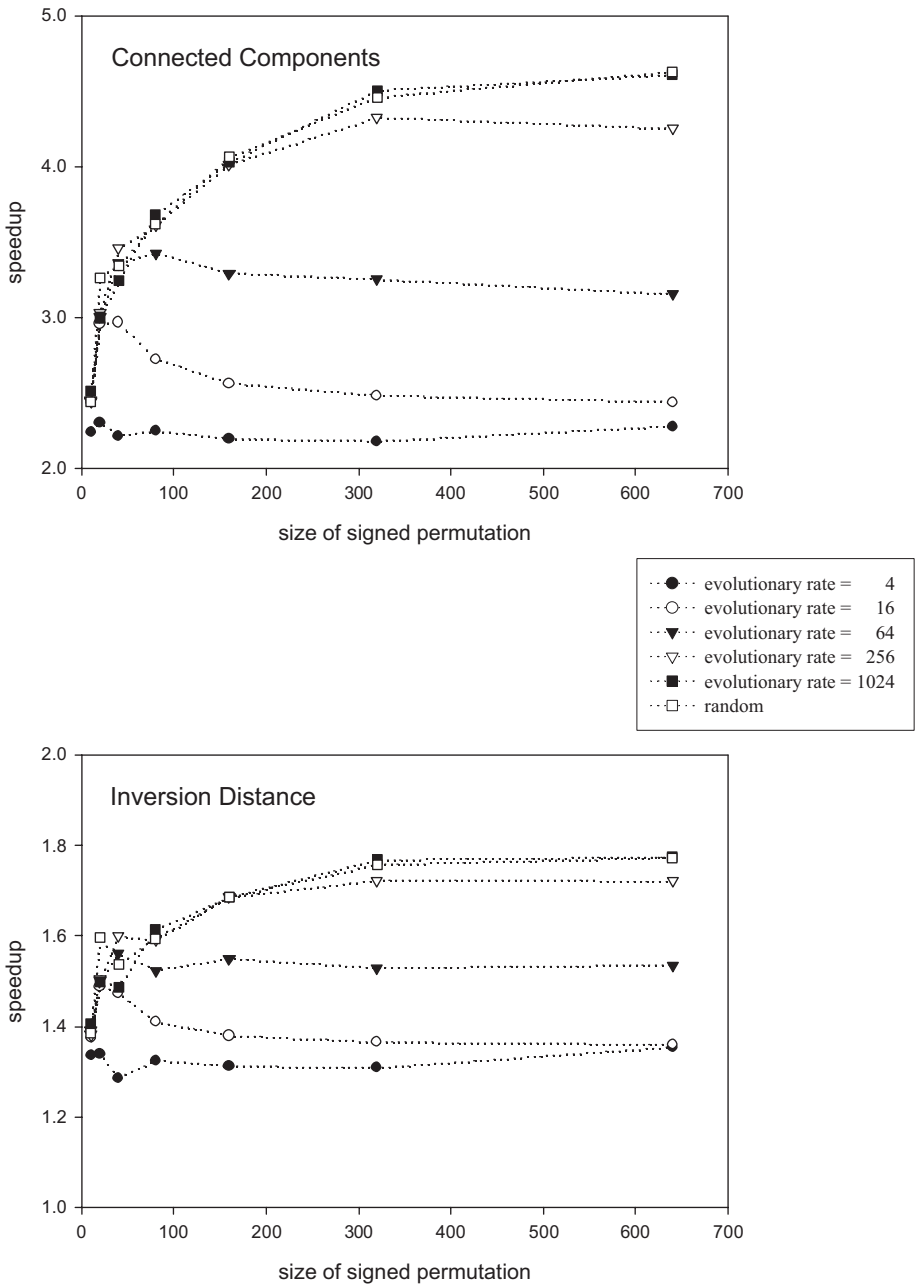 Connected Components
5.0
4.0
3.0
2.0
speedup
0 100 200 300 400 500 600 700
size of signed permutation
evolutionary rate = 4
evolutionary rate = 16
evolutionary rate = 64
evolutionary rate = 256
evolutionary rate = 1024
random
Inversion Distance
2.0
1.8
1.6
1.4
1.2
1.0
speedup
0 100 200 300 400 500 600 700
size of signed permutation